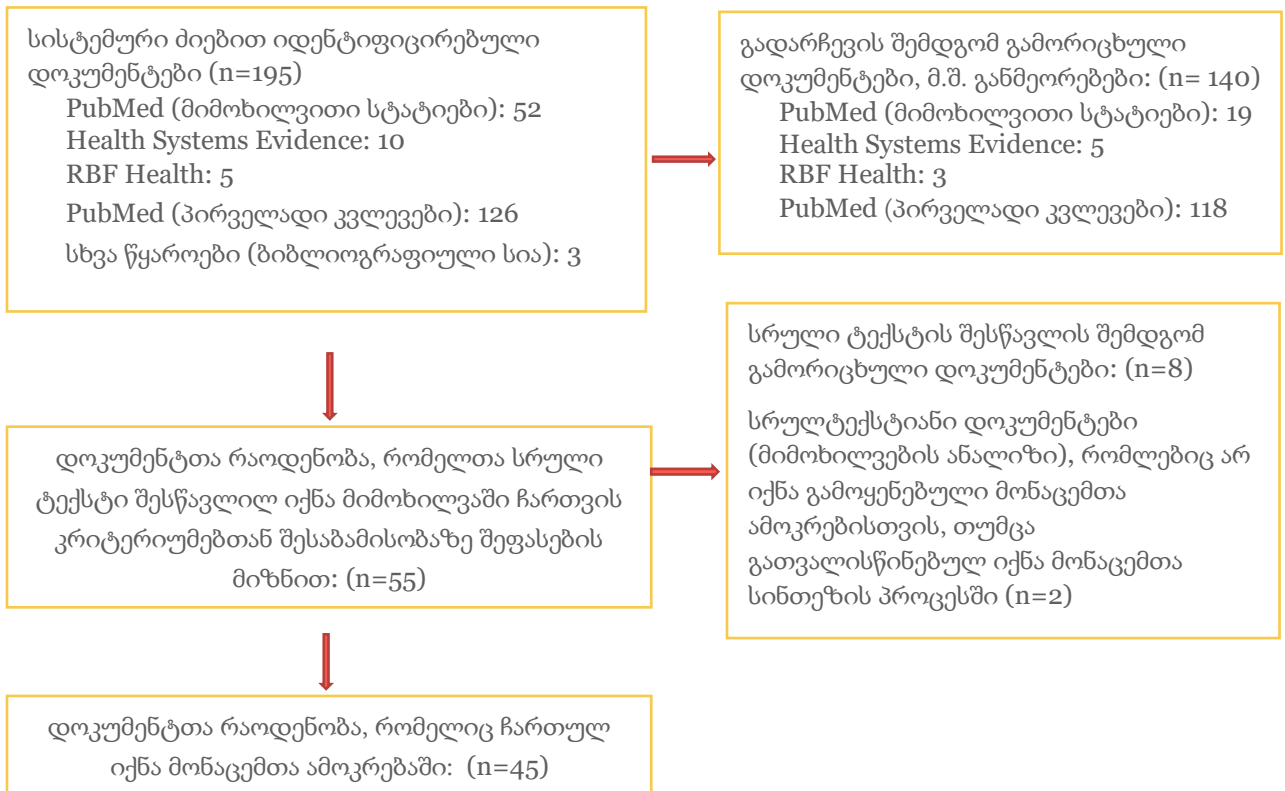 სისტემური ძიებით იდენტიფიცირებული
დოკუმენტები (n=195)
PubMed (მიმოხილვითი სტატიები): 52
Health Systems Evidence: 10
RBF Health: 5
PubMed (პირველადი კვლევები): 126
სხვა წყაროები (ბიბლიოგრაფიული სია): 3
გადარჩევის შემდგომ გამორიცხული
დოკუმენტები, მ.შ. განმეორებები: (n= 140)
PubMed (მიმოხილვითი სტატიები): 19
Health Systems Evidence: 5
RBF Health: 3
PubMed (პირველადი კვლევები): 118
დოკუმენტთა რაოდენობა, რომელთა სრული
ტექსტი შესწავლილ იქნა მიმოხილვაში ჩართვის
კრიტერიუმებთან შესაბამისობაზე შეფასების
მიზნით: (n=55)
სრული ტექსტის შესწავლის შემდგომ
გამორიცხული დოკუმენტები: (n=8)
სრულტექსტიანი დოკუმენტები
(მიმოხილვების ანალიზი), რომლებიც არ
იქნა გამოყენებული მონაცემთა
ამოკრებისთვის, თუმცა
გათვალისწინებულ იქნა მონაცემთა
სინთეზის პროცესში (n=2)
დოკუმენტთა რაოდენობა, რომელიც ჩართულ
იქნა მონაცემთა ამოკრებაში: (n=45)